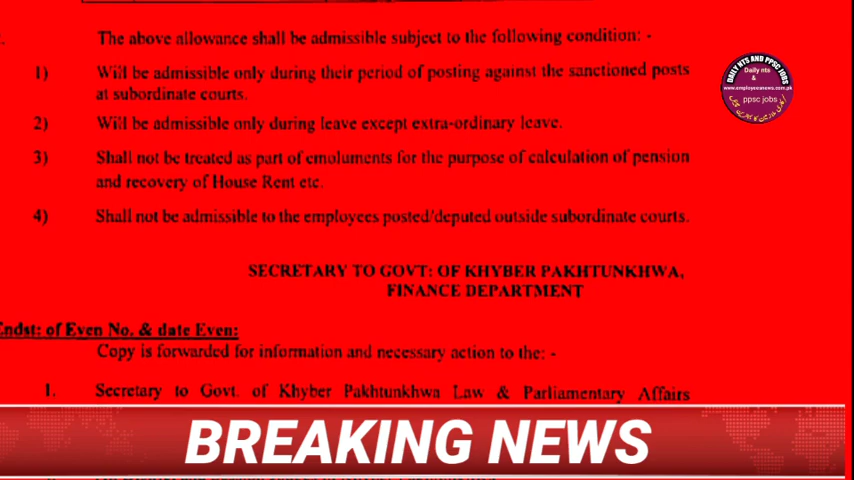 The above allowance shall be admissible subject to the following condition: -
1) Will be admissible only during their period of posting against the sanctioned posts
at subordinate courts.
2) Will be admissible only during leave except extra-ordinary leave.
3) Shall not be treated as part of emoluments for the purpose of calculation of pension
and recovery of House Rent etc.
4) Shall not be admissible to the employees posted/deputed outside subordinate courts.
SECRETARY TO GOVT: OF KHYBER PAKHTUNKHWA,
FINANCE DEPARTMENT
Endst: of Even No. & date Even:
Copy is forwarded for information and necessary action to the: -
1. Secretary to Govt. of Khyber Pakhtunkhwa Law & Parliamentary Affairs
BREAKING NEWS
DAILY NTS AND PPSC JOBS
Daily nts
&
www.employeesnews.com.pk
ppsc jobs